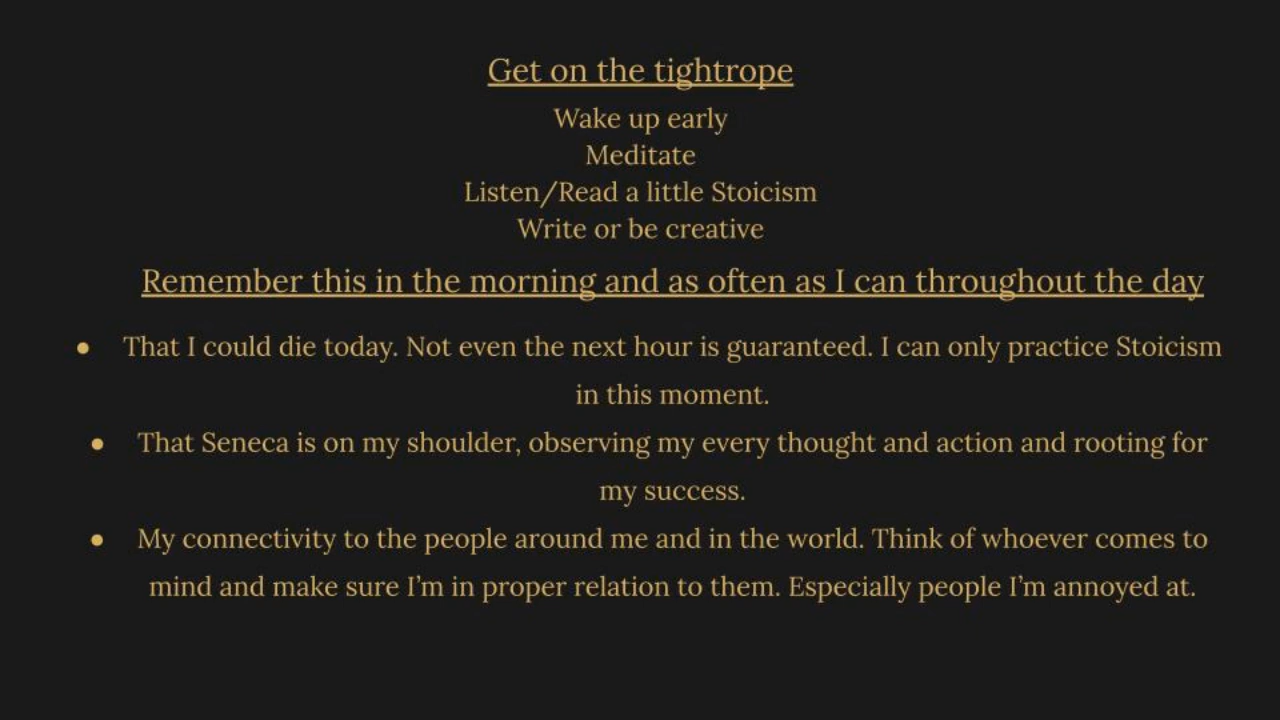 Get on the tightrope
Wake up early
Meditate
Listen/Read a little Stoicism
Write or be creative
Remember this in the morning and as often as I can throughout the day
● That I could die today. Not even the next hour is guaranteed. I can only practice Stoicism
in this moment.
● That Seneca is on my shoulder, observing my every thought and action and rooting for
my success.
● My connectivity to the people around me and in the world. Think of whoever comes to
mind and make sure I’m in proper relation to them. Especially people I’m annoyed at.